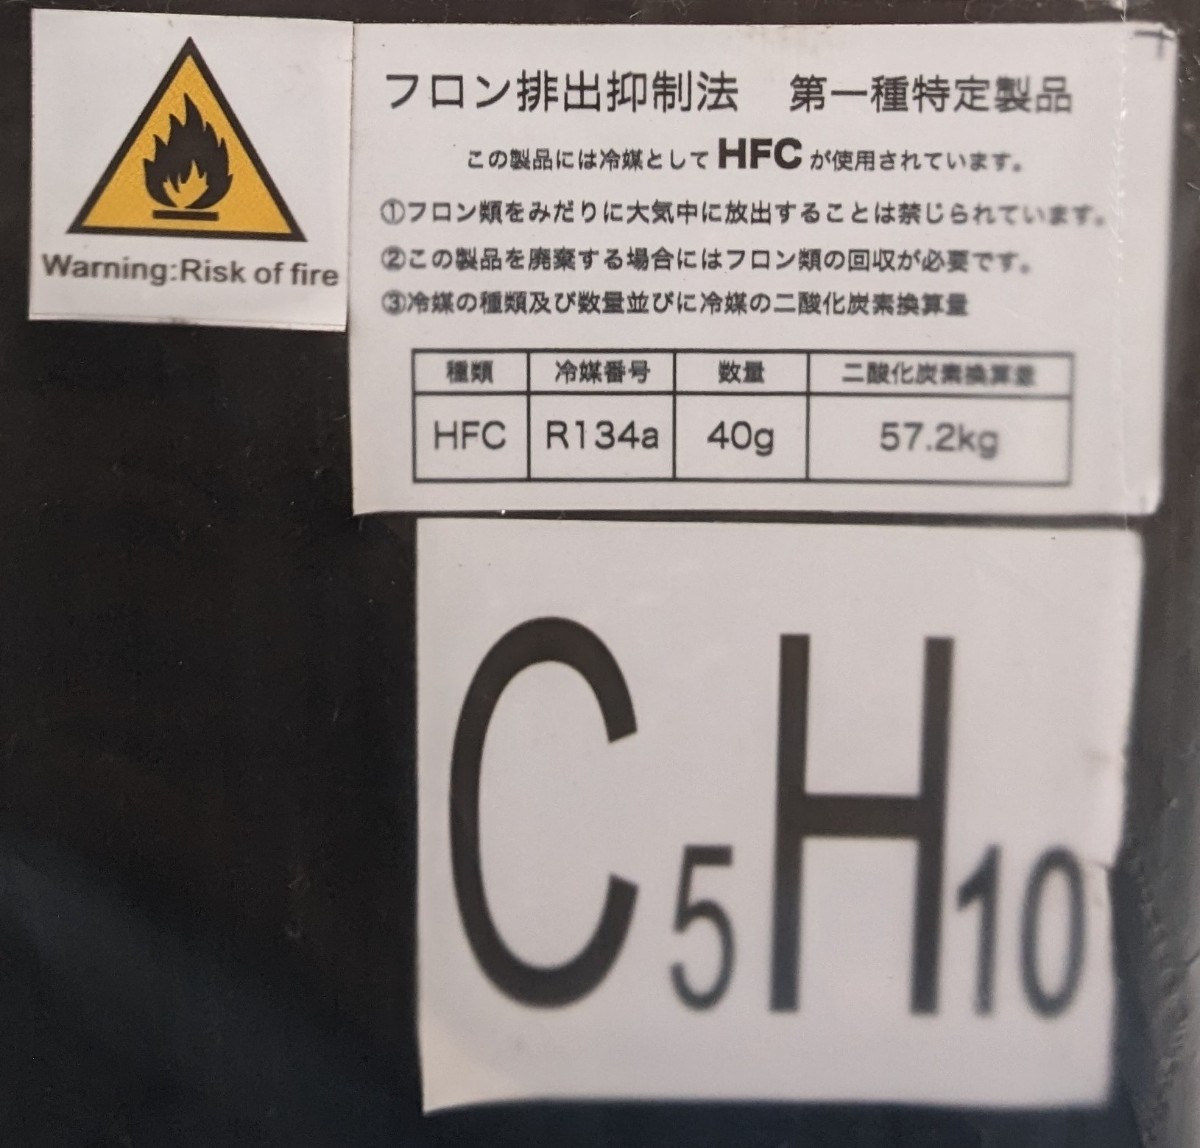 Warning:Risk of fire
フロン排出抑制法　第一種特定製品
この製品には冷媒としてHFCが使用されています。
①フロン類をみだりに大気中に放出することは禁じられています。
②この製品を廃棄する場合にはフロン類の回収が必要です。
③冷媒の種類及び数量並びに冷媒の二酸化炭素換算量
種類 冷媒番号 数量 二酸化炭素換算量
HFC R134a 40g 57.2kg
C5H10